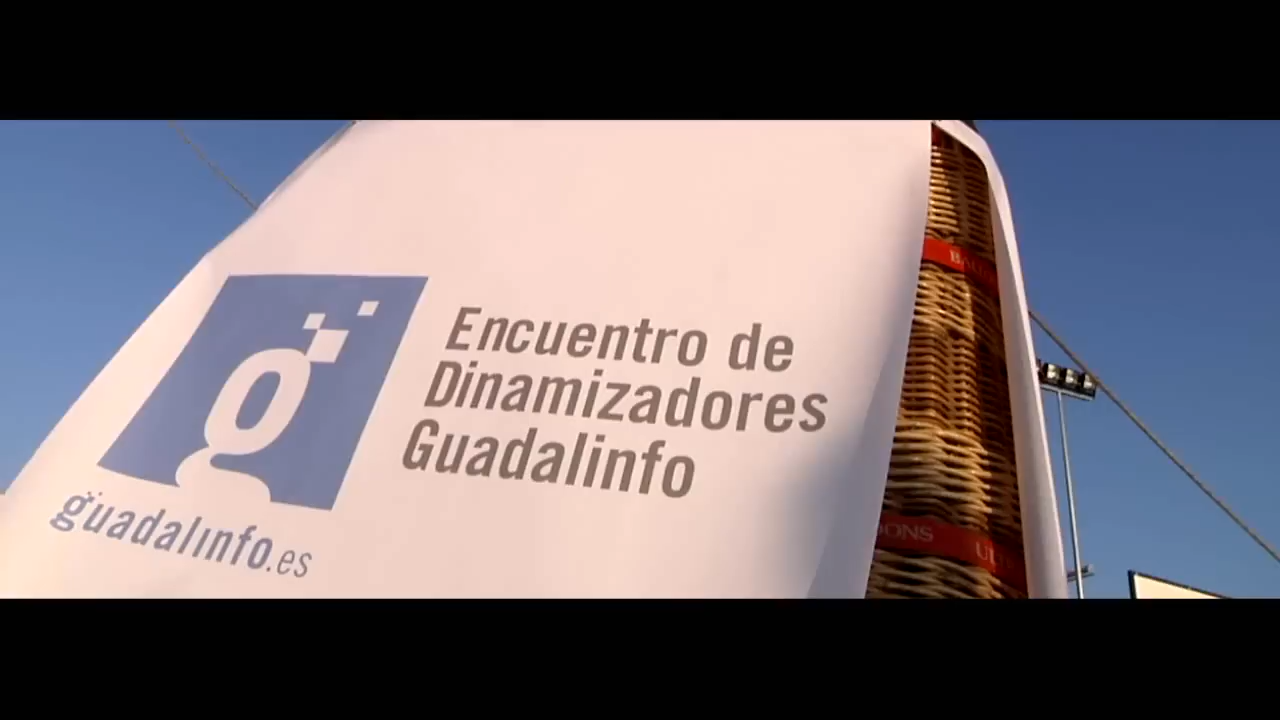 Encuentro de
Dinamizadores
Guadalinfo
g
guadalinfo.es